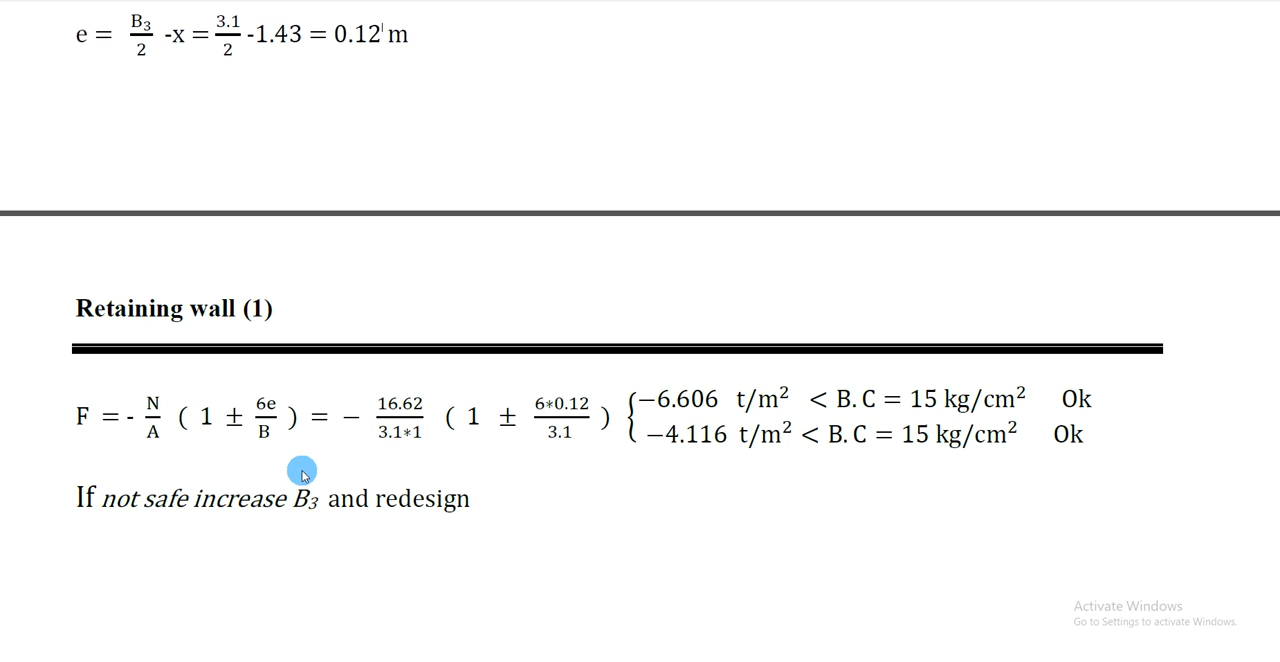 e = B3/2 -x = 3.1/2 -1.43 = 0.12 m
Retaining wall (1)
F = - N/A ( 1 ± 6e/B ) = − 16.62/3.1*1 ( 1 ± 6*0.12/3.1 ) { −6.606 t/m² < B.C = 15 kg/cm² Ok
−4.116 t/m² < B.C = 15 kg/cm² Ok
If not safe increase B3 and redesign
Activate Windows
Go to Settings to activate Windows.